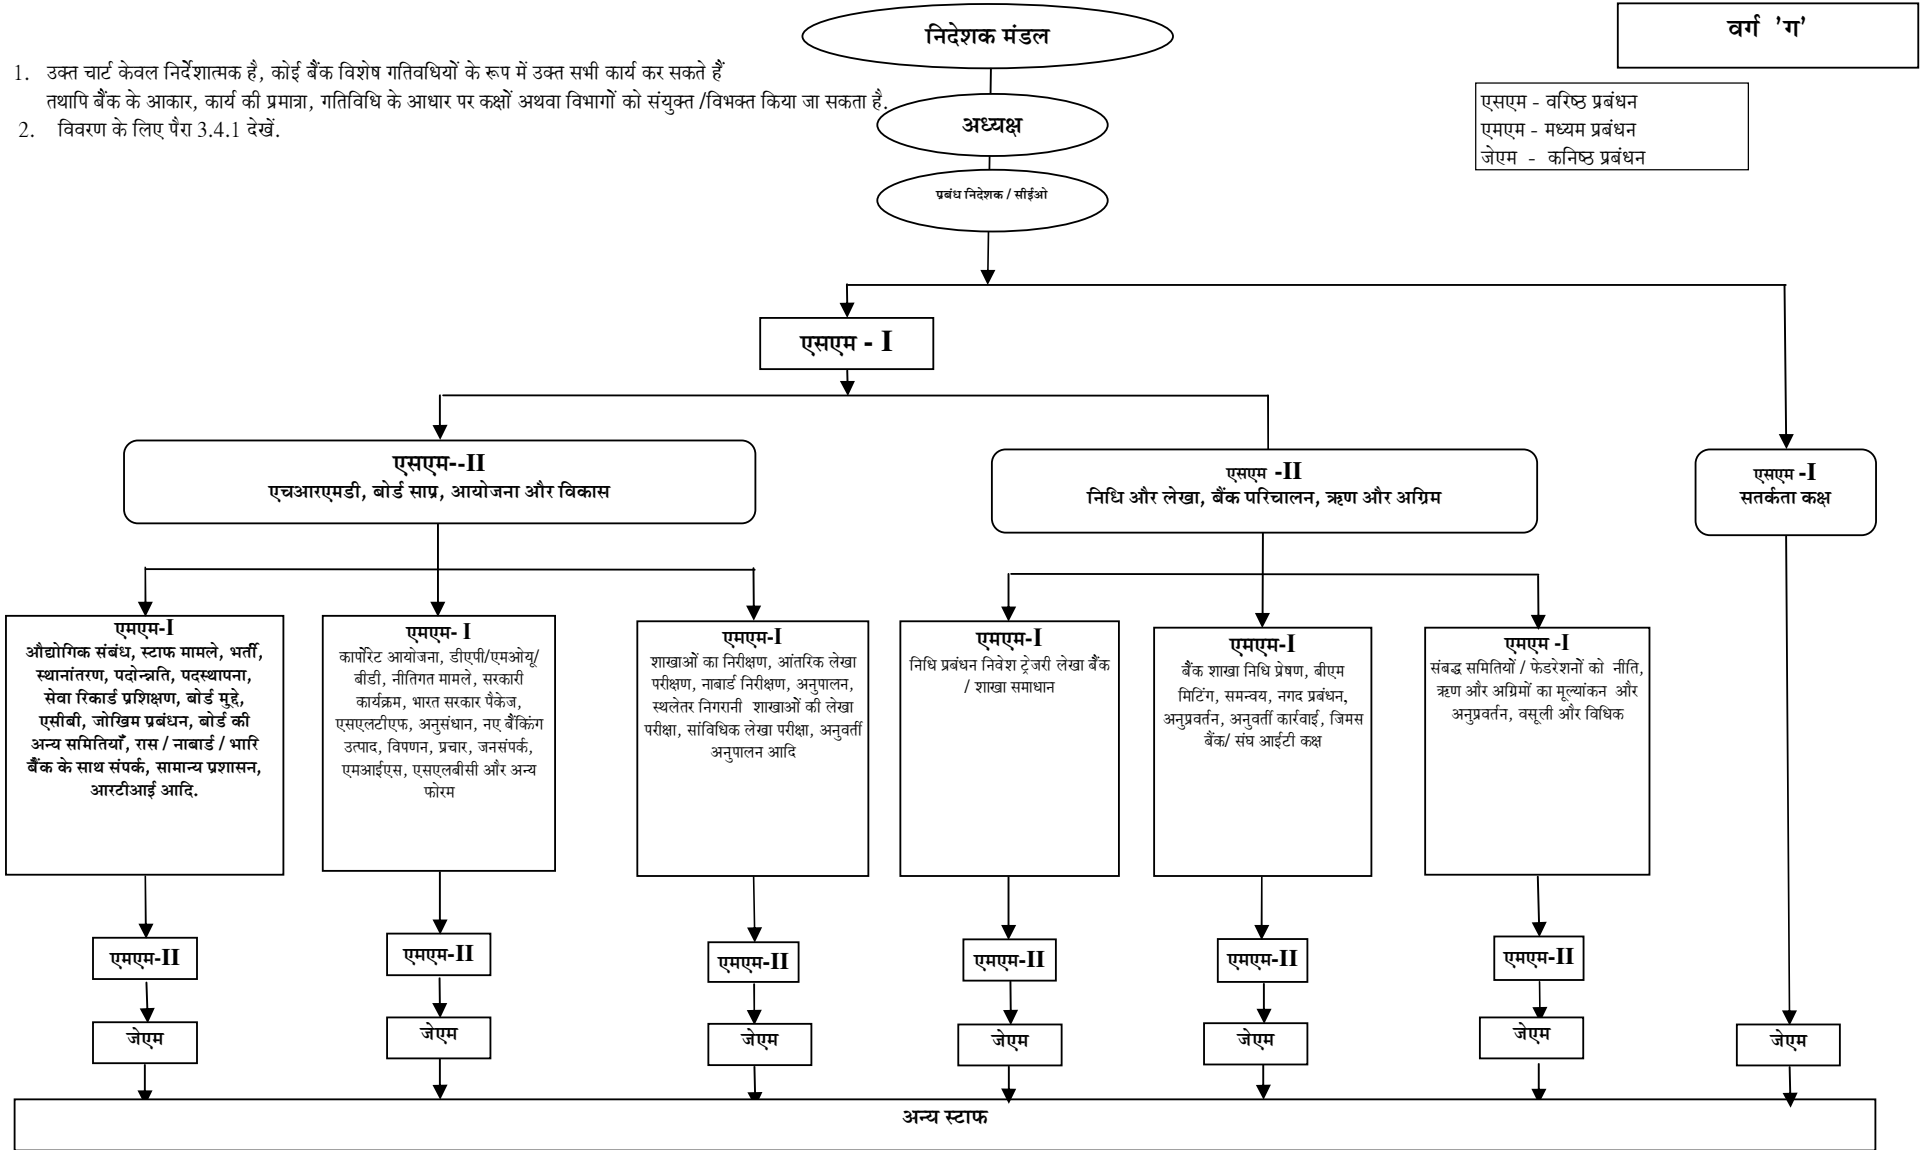 निदेशक मंडल
वर्ग 'ग'
1. उक्त चार्ट केवल निर्देशात्मक है, कोई बैंक विशेष गतिवधियों के रूप में उक्त सभी कार्य कर सकते हैं
तथापि बैंक के आकार, कार्य की प्रमात्रा, गतिविधि के आधार पर कक्षों अथवा विभागों को संयुक्त /विभक्त किया जा सकता है.
2. विवरण के लिए पैरा 3.4.1 देखें.
एसएम - वरिष्ठ प्रबंधन
एमएम - मध्यम प्रबंधन
जेएम - कनिष्ठ प्रबंधन
अध्यक्ष
प्रबंध निदेशक / सीईओ
एसएम - I
एसएम--II
एचआरएमडी, बोर्ड साप्र, आयोजना और विकास
एसएम -II
निधि और लेखा, बैंक परिचालन, ऋण और अग्रिम
एसएम -I
सतर्कता कक्ष
एमएम-I
औद्योगिक संबंध, स्टाफ मामले, भर्ती,
स्थानांतरण, पदोन्नति, पदस्थापना,
सेवा रिकार्ड प्रशिक्षण, बोर्ड मुद्दे,
एसीबी, जोखिम प्रबंधन, बोर्ड की
अन्य समितियाँ, रास / नाबार्ड / भारि
बैंक के साथ संपर्क, सामान्य प्रशासन,
आरटीआई आदि.
एमएम- I
कार्पोरेट आयोजना, डीएपी/एमओयू/
बीडी, नीतिगत मामले, सरकारी
कार्यक्रम, भारत सरकार पैकेज,
एसएलटीएफ, अनुसंधान, नए बैंकिंग
उत्पाद, विपणन, प्रचार, जनसंपर्क,
एमआईएस, एसएलबीसी और अन्य
फोरम
एमएम-I
शाखाओं का निरीक्षण, आंतरिक लेखा
परीक्षण, नाबार्ड निरीक्षण, अनुपालन,
स्थलेतर निगरानी शाखाओं की लेखा
परीक्षा, सांविधिक लेखा परीक्षा, अनुवर्ती
अनुपालन आदि
एमएम-I
निधि प्रबंधन निवेश ट्रेजरी लेखा बैंक
/ शाखा समाधान
एमएम-I
बैंक शाखा निधि प्रेषण, बीएम
मिटिंग, समन्वय, नगद प्रबंधन,
अनुप्रवर्तन, अनुवर्ती कार्रवाई, जिमस
बैंक/ संघ आईटी कक्ष
एमएम -I
संबद्ध समितियों / फेडरेशनों को नीति,
ऋण और अग्रिमों का मूल्यांकन और
अनुप्रवर्तन, वसूली और विधिक
एमएम-II
एमएम-II
एमएम-II
एमएम-II
एमएम-II
एमएम-II
जेएम
जेएम
जेएम
जेएम
जेएम
जेएम
जेएम
अन्य स्टाफ